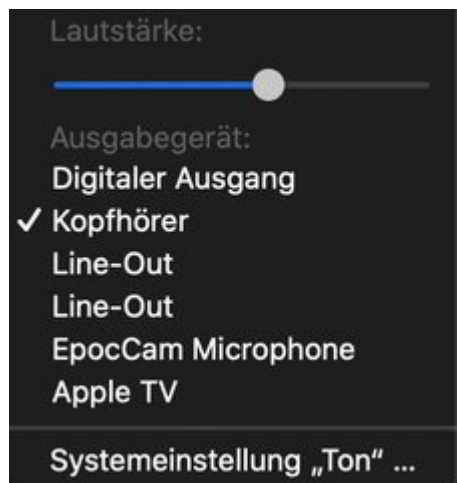 Lautstärke:
Ausgabegerät:
Digitaler Ausgang
✓ Kopfhörer
Line-Out
Line-Out
EpocCam Microphone
Apple TV
Systemeinstellung „Ton“ ...